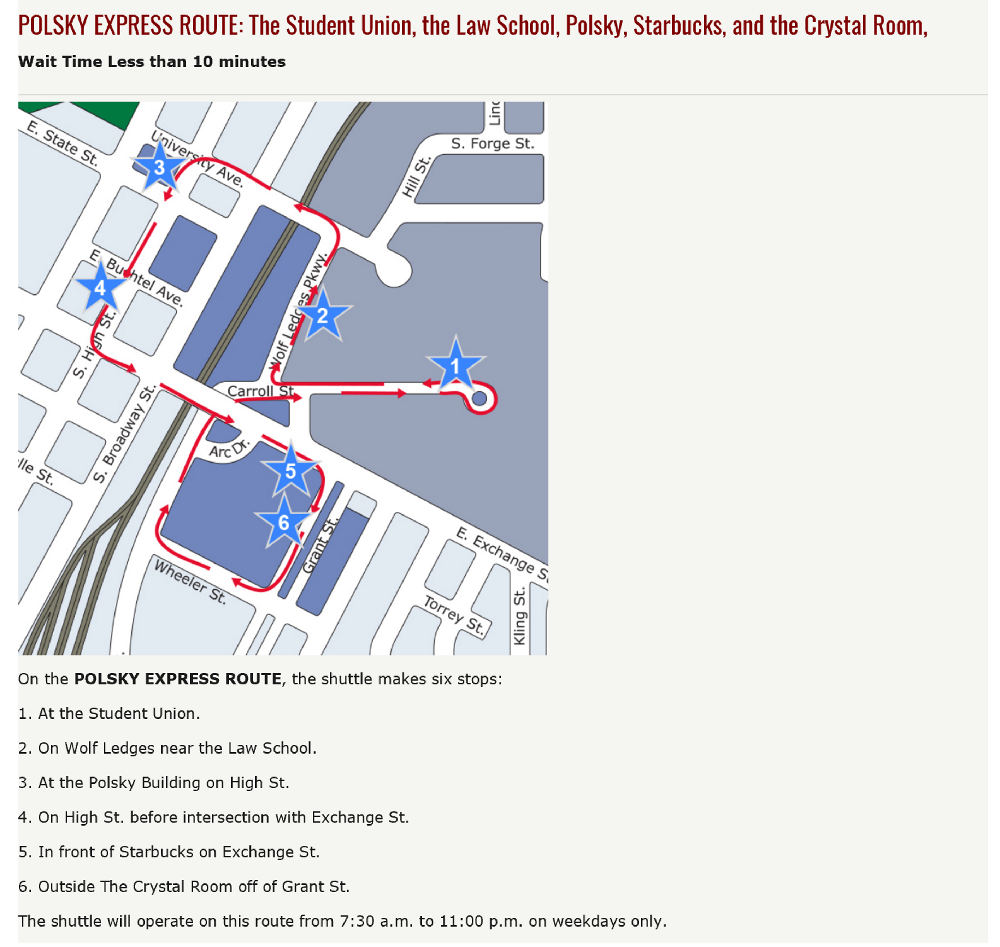 POLSKY EXPRESS ROUTE: The Student Union, the Law School, Polsky, Starbucks, and the Crystal Room,
Wait Time Less than 10 minutes
Linc
S. Forge St.
E. State St.
University Ave.
3
Hill St.
E. Buchtel Ave.
4
Wolf Ledges Pkwy.
2
1
S. High St.
Carroll St.
S. Broadway St.
Arc Dr.
5
lle St.
6
Grant St.
E. Exchange St.
Wheeler St.
Torrey St.
Kling St.
On the POLSKY EXPRESS ROUTE, the shuttle makes six stops:
1. At the Student Union.
2. On Wolf Ledges near the Law School.
3. At the Polsky Building on High St.
4. On High St. before intersection with Exchange St.
5. In front of Starbucks on Exchange St.
6. Outside The Crystal Room off of Grant St.
The shuttle will operate on this route from 7:30 a.m. to 11:00 p.m. on weekdays only.